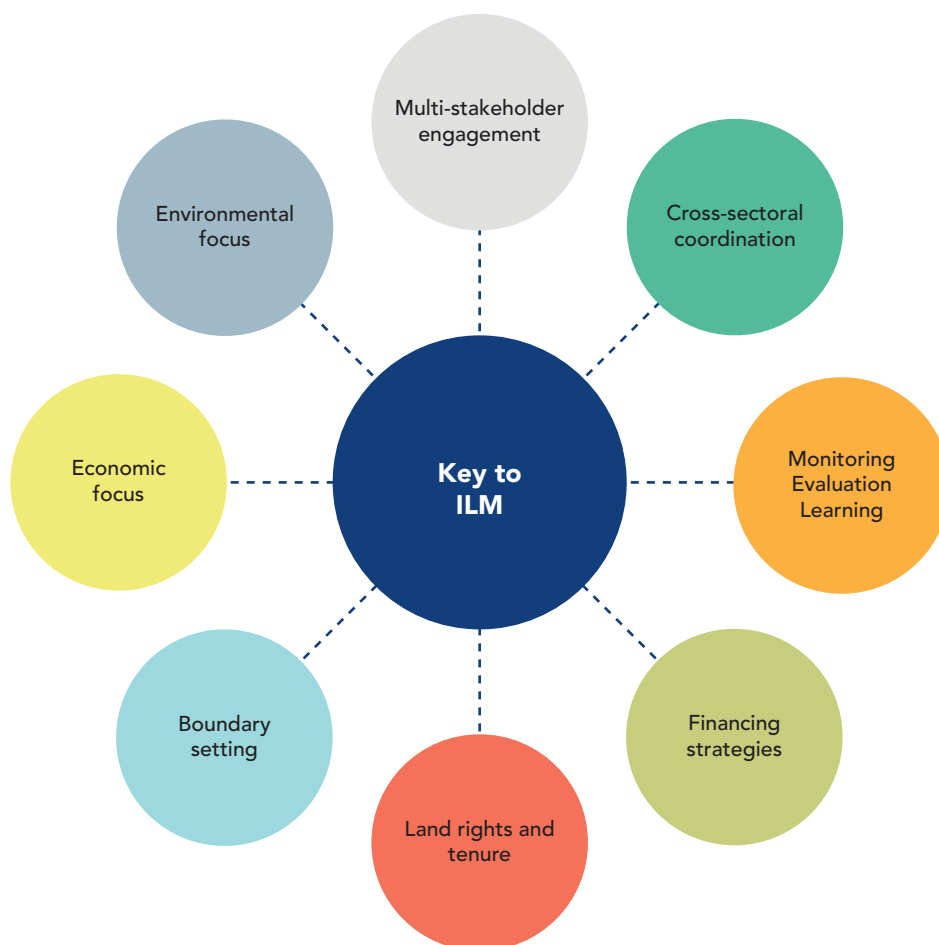 Multi-stakeholder
engagement
Cross-sectoral
coordination
Monitoring
Evaluation
Learning
Financing
strategies
Land rights and
tenure
Boundary
setting
Economic
focus
Environmental
focus
Key to
ILM